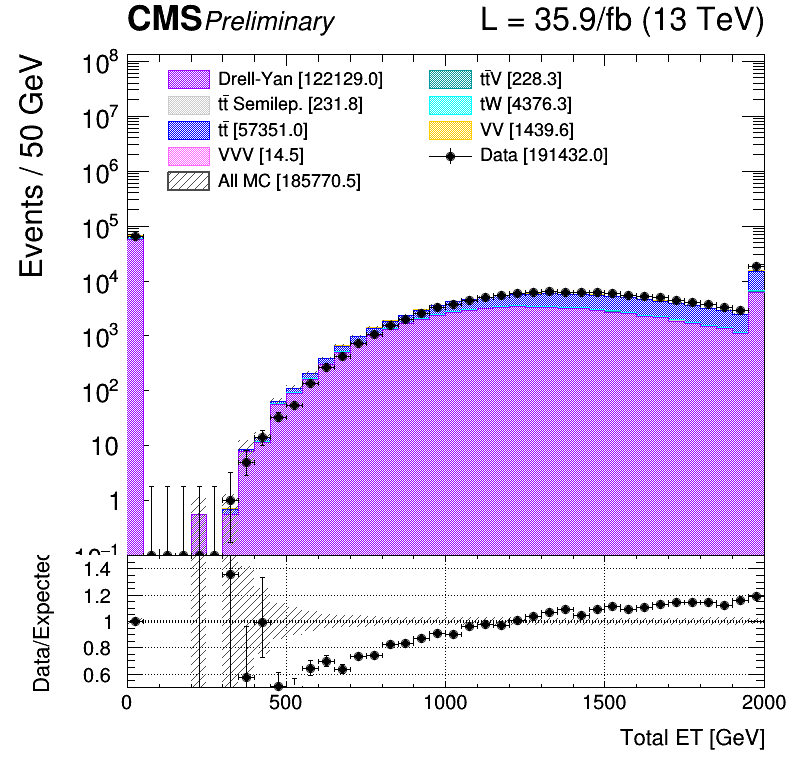 CMS Preliminary L = 35.9/fb (13 TeV)
Events / 50 GeV
10⁸
10⁷
10⁶
10⁵
10⁴
10³
10²
10
1
10⁻¹
Drell-Yan [122129.0]
tt̄ Semilep. [231.8]
tt̄ [57351.0]
VVV [14.5]
All MC [185770.5]
tt̄V [228.3]
tW [4376.3]
VV [1439.6]
Data [191432.0]
Data/Expected
1.4
1.2
1
0.8
0.6
0 500 1000 1500 2000
Total ET [GeV]